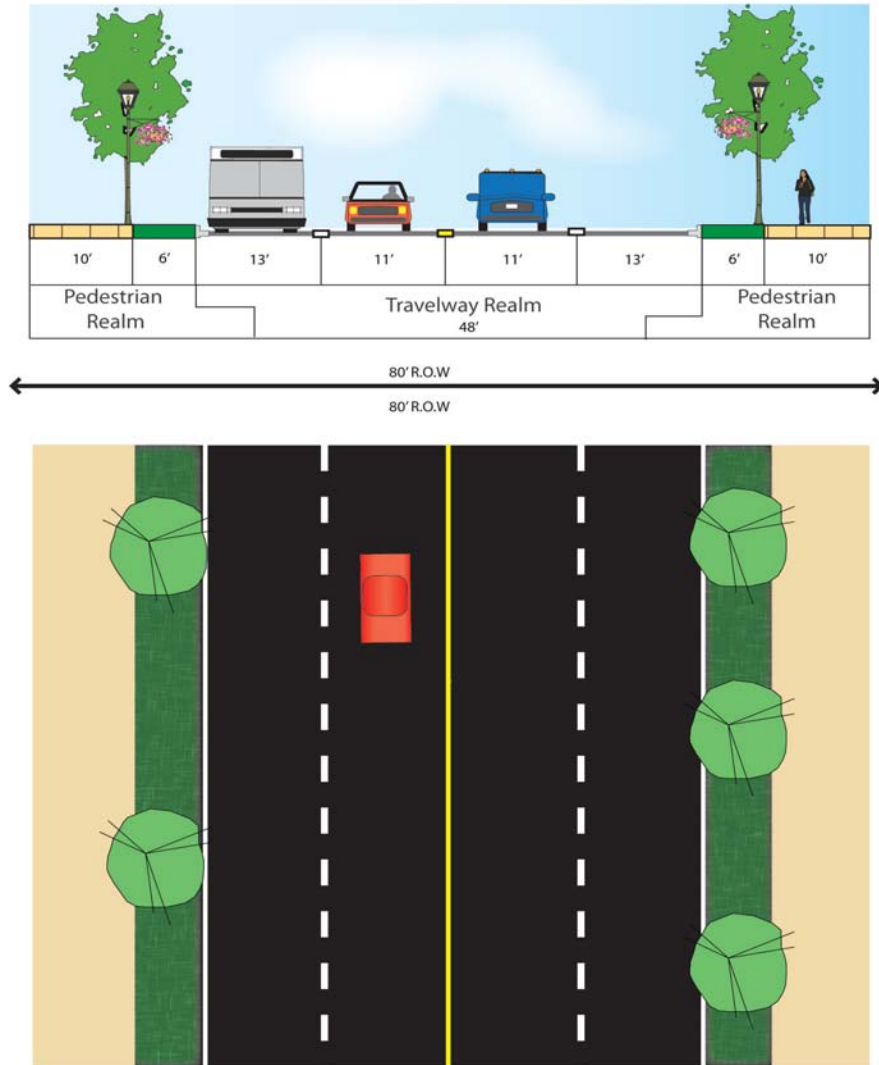 10' 6' 13' 11' 11' 13' 6' 10'
Pedestrian
Realm
Travelway Realm
48'
Pedestrian
Realm
80' R.O.W
80' R.O.W